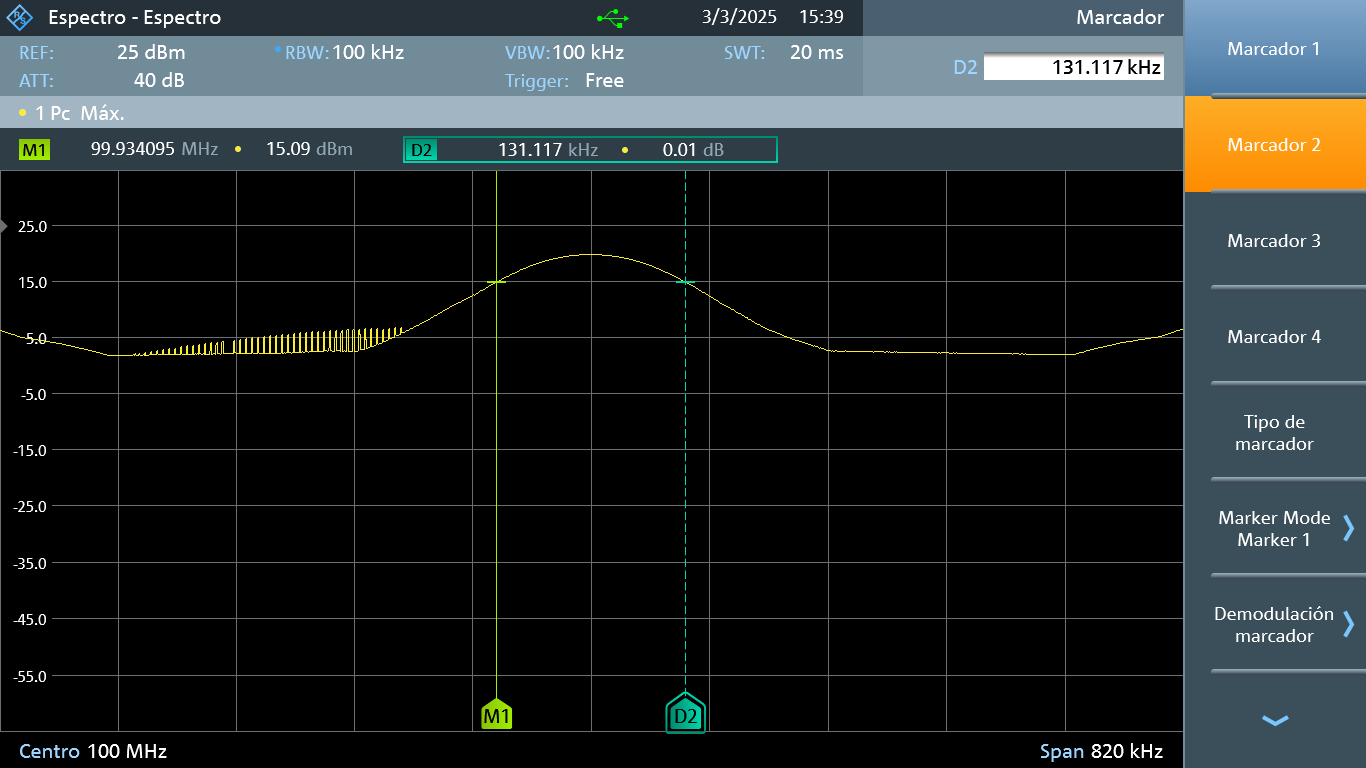 Espectro - Espectro 3/3/2025 15:39 Marcador
REF: 25 dBm RBW: 100 kHz VBW: 100 kHz SWT: 20 ms
ATT: 40 dB Trigger: Free
D2 131.117 kHz
1 Pc Máx.
M1 99.934095 MHz 15.09 dBm D2 131.117 kHz 0.01 dB
25.0
15.0
5.0
-5.0
-15.0
-25.0
-35.0
-45.0
-55.0
M1 D2
Centro 100 MHz Span 820 kHz
Marcador 1
Marcador 2
Marcador 3
Marcador 4
Tipo de
marcador
Marker Mode
Marker 1
Demodulación
marcador